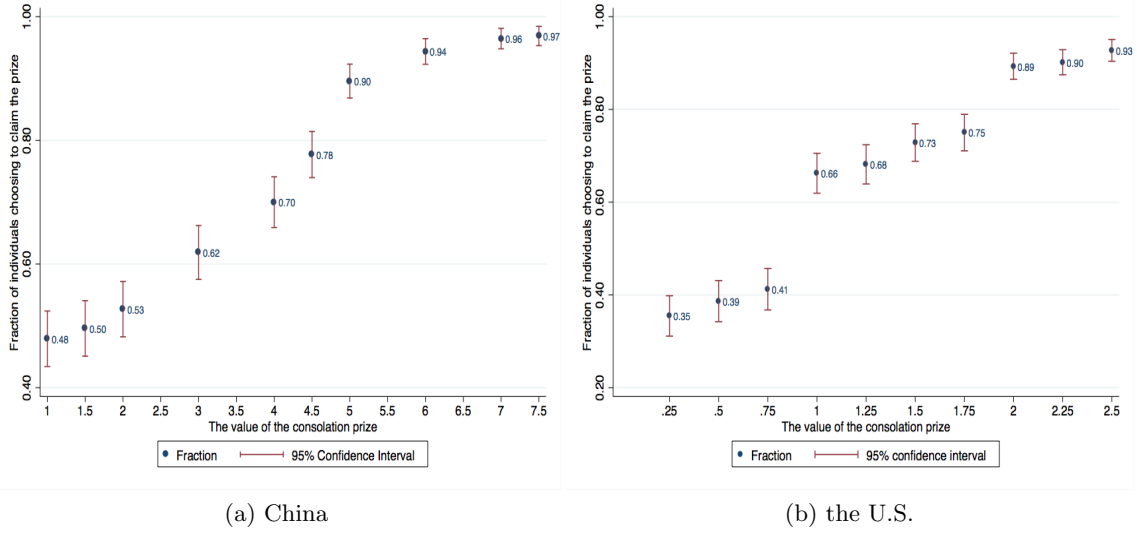 Fraction of individuals choosing to claim the prize
1.00
0.80
0.60
0.40
0.48
0.50
0.53
0.62
0.70
0.78
0.90
0.94
0.96
0.97
1 1.5 2 2.5 3 3.5 4 4.5 5 5.5 6 6.5 7 7.5
The value of the consolation prize
Fraction 95% Confidence Interval
(a) China
Fraction of individuals choosing to claim the prize
1.00
0.80
0.60
0.40
0.20
0.35
0.39
0.41
0.66
0.68
0.73
0.75
0.89
0.90
0.93
.25 .5 .75 1 1.25 1.5 1.75 2 2.25 2.5
The value of the consolation prize
Fraction 95% confidence interval
(b) the U.S.